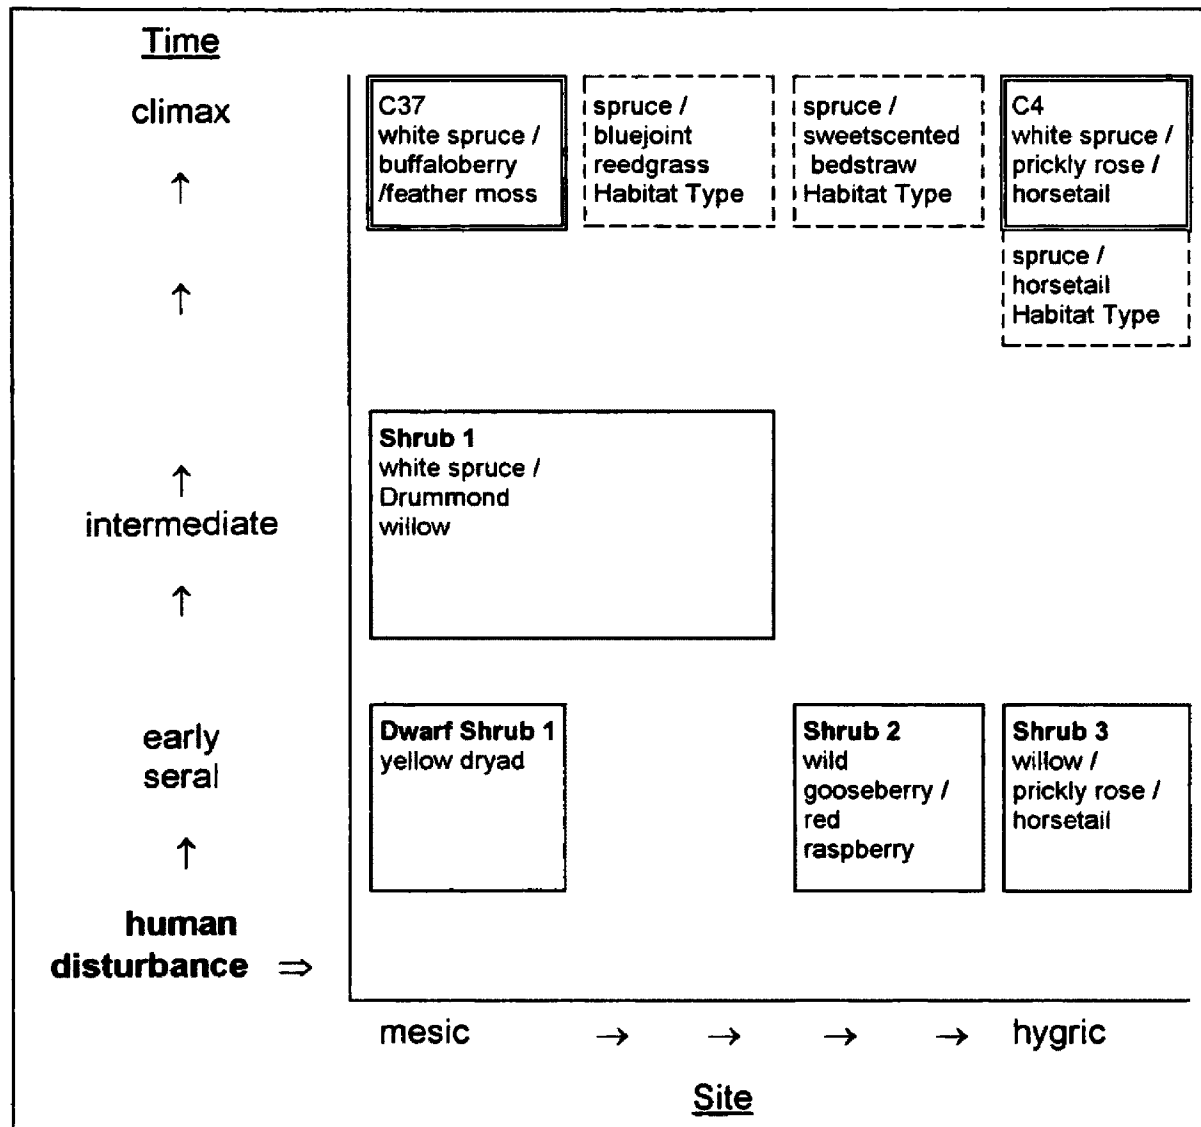 Time
climax
↑
↑
↑
intermediate
↑
early
seral
↑
human
disturbance ⇒
C37
white spruce /
buffaloberry
/feather moss
spruce /
bluejoint
reedgrass
Habitat Type
spruce /
sweetscented
bedstraw
Habitat Type
C4
white spruce /
prickly rose /
horsetail
spruce /
horsetail
Habitat Type
Shrub 1
white spruce /
Drummond
willow
Dwarf Shrub 1
yellow dryad
Shrub 2
wild
gooseberry /
red
raspberry
Shrub 3
willow /
prickly rose /
horsetail
mesic → → → → hygric
Site